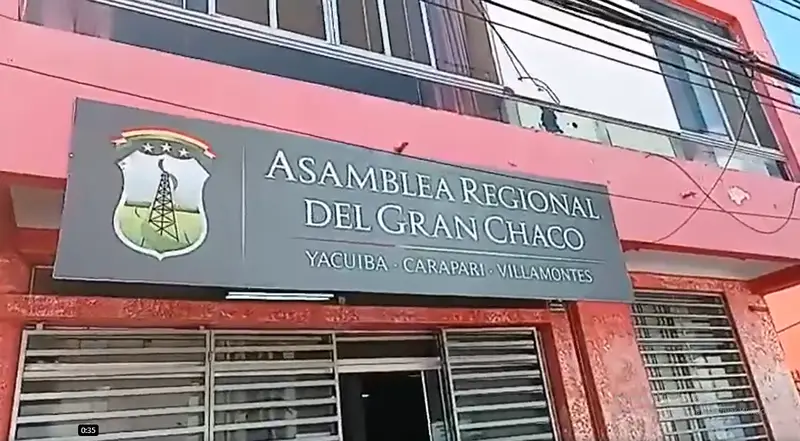 ASAMBLEA REGIONAL
DEL GRAN CHACO
YACUIBA · CARAPARI · VILLAMONTES
0:35